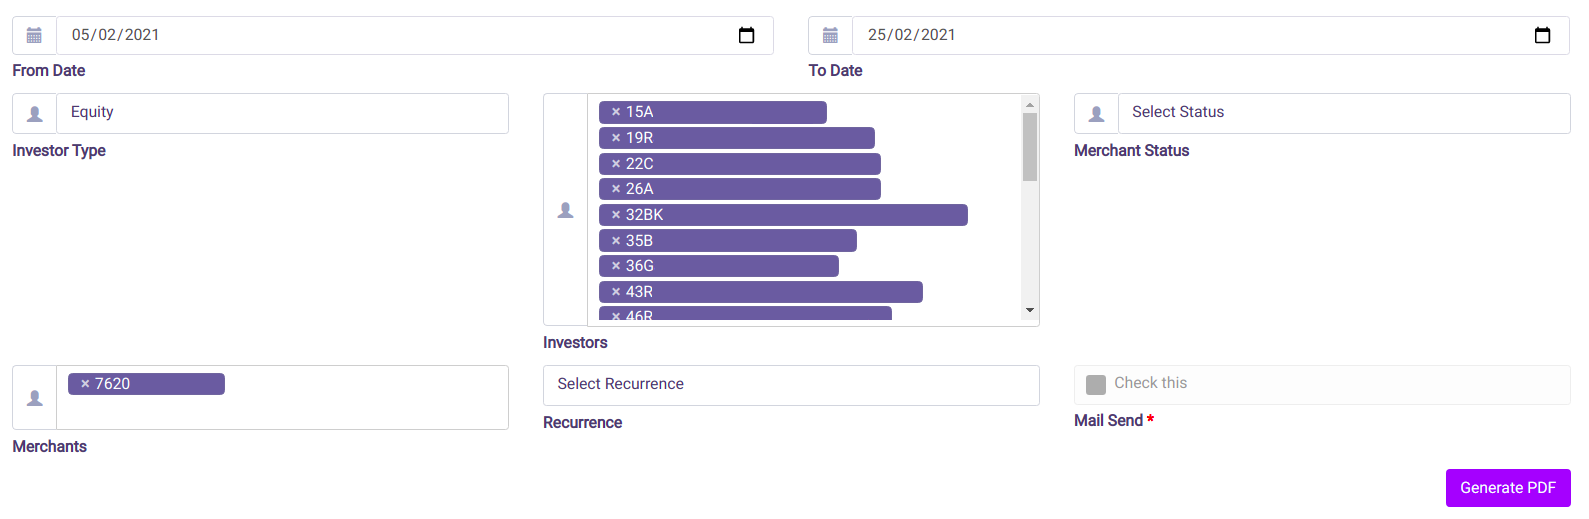 05/02/2021
25/02/2021
From Date
To Date
Equity
Investor Type
× 15A
× 19R
× 22C
× 26A
× 32BK
× 35B
× 36G
× 43R
× 46R
Investors
Select Status
Merchant Status
× 7620
Merchants
Select Recurrence
Recurrence
Check this
Mail Send *
Generate PDF